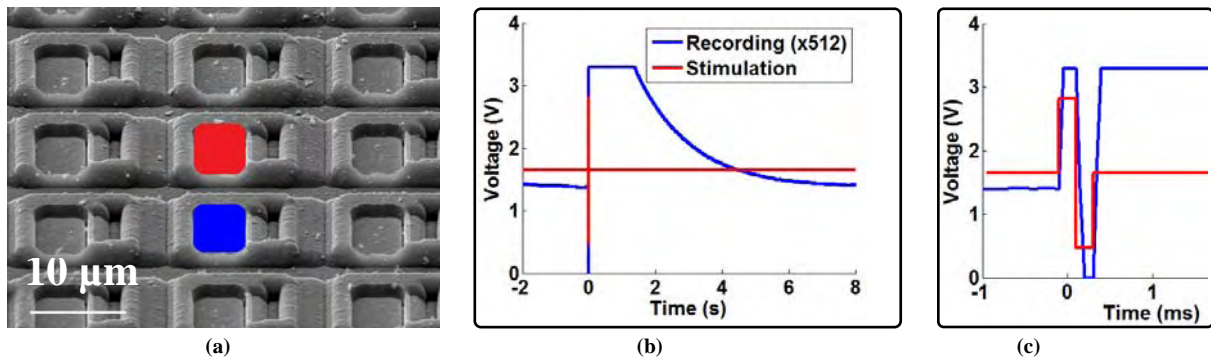 10 µm
(a)
Voltage (V)
4
3
2
1
0
-2
0
2
4
6
8
Time (s)
Recording (x512)
Stimulation
(b)
Voltage (V)
4
3
2
1
0
-1
0
1
Time (ms)
(c)